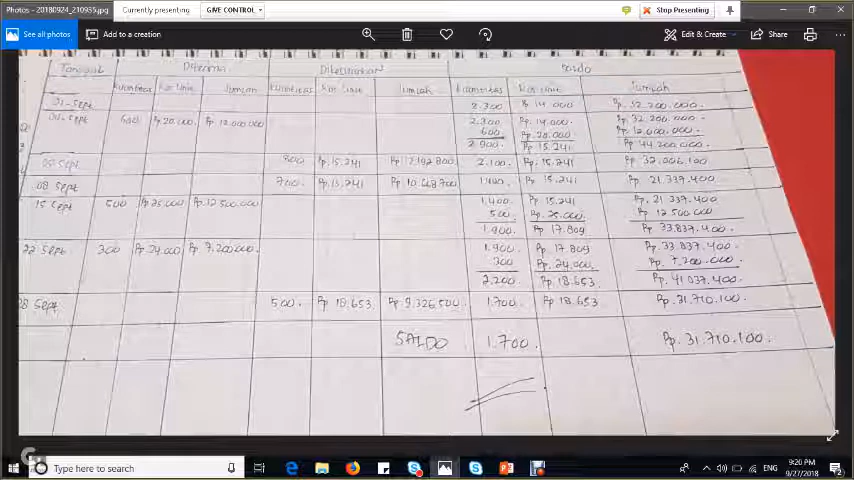 Photos - 20180924_210935.jpg Currently presenting GIVE CONTROL Stop Presenting
See all photos Add to a creation Edit & Create Share
Tanggal Diterima Dikeluarkan Saldo
Kuantitas Kos Unit Jumlah Kuantitas Kos Unit Jumlah Kuantitas Kos Unit Jumlah
01-Sept 2.300 Rp 14.000 Rp. 32.200.000.
-Sept 600 Rp 20.000 Rp 12.000.000 2.300 Rp. 14.000 Rp. 32.200.000
600 Rp. 20.000 Rp. 12.000.000
2.900 Rp 15.241 Rp 44.200.000
05 Sept 800 Rp.15.241 Rp 12.192.800 2.100 Rp. 15.241 Rp. 32.006.100
08 Sept 700. Rp.15.241 Rp 10.668.700 1.400 Rp 15.241 Rp. 21.337.400
15 Sept 500 Rp 25.000 Rp 12.500.000 1.400 Rp 15.241 Rp. 21.337.400
500 Rp. 25.000 Rp 12.500.000
1.900 Rp 17.809 Rp. 33.837.400
22 Sept 300 Rp 24.000 Rp 7.200.000 1.900 Rp 17.809 Rp. 33.837.400
300 Rp 24.000 Rp. 7.200.000
2.200 Rp 18.653 Rp. 41.037.400
28 Sept 500. Rp 18.653 Rp 9.326.500 1.700 Rp 18.653 Rp. 31.710.100
SALDO 1.700 Rp. 31.710.100.
Type here to search ENG 9:20 PM
9/27/2018 2